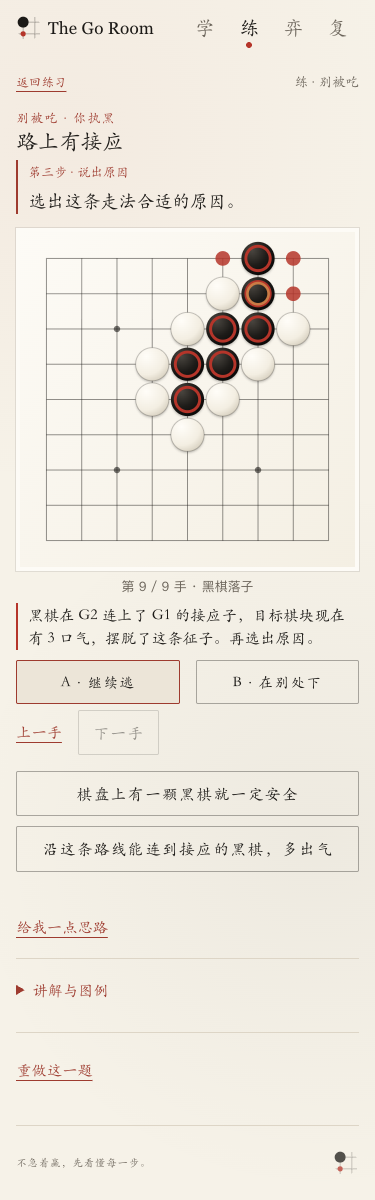 The Go Room 学 练 弈 复
返回练习 练 · 别被吃
别被吃 · 你执黑
路上有接应
第三步 · 说出原因
选出这条走法合适的原因。
第 9 / 9 手 · 黑棋落子
黑棋在 G2 连上了 G1 的接应子，目标棋块现在
有 3 口气，摆脱了这条征子。再选出原因。
A · 继续逃 B · 在别处下
上一手 下一手
棋盘上有一颗黑棋就一定安全
沿这条路线能连到接应的黑棋，多出气
给我一点思路
▶ 讲解与图例
重做这一题
不急着赢，先看懂每一步。